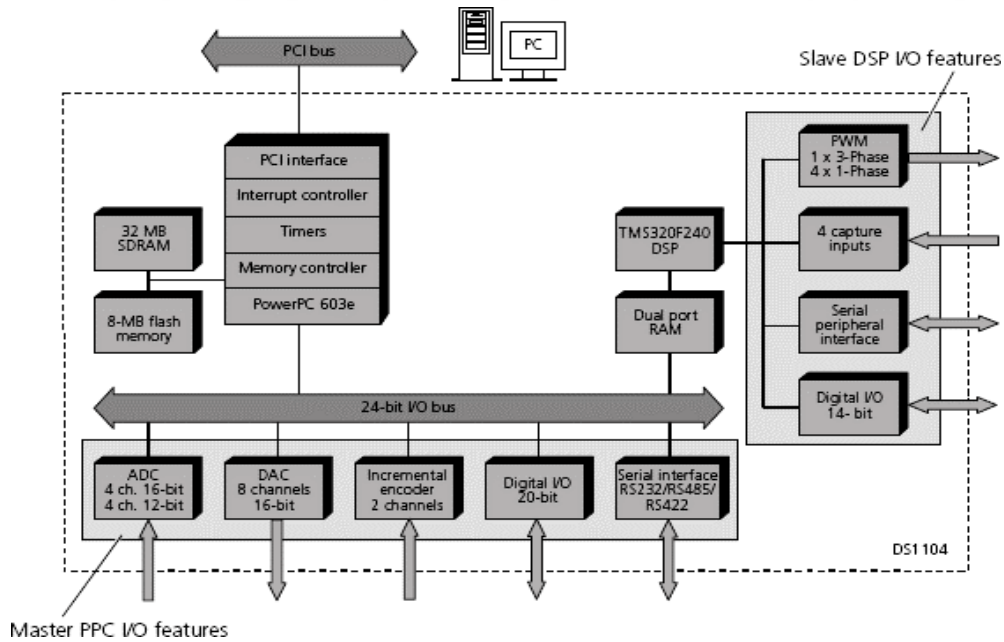 PCI bus
PC
Slave DSP I/O features
PCI interface
Interrupt controller
Timers
Memory controller
PowerPC 603e
32 MB
SDRAM
8-MB flash
memory
TMS320F240
DSP
Dual port
RAM
PWM
1 x 3-Phase
4 x 1-Phase
4 capture
inputs
Serial
peripheral
interface
Digital I/O
14- bit
24-bit I/O bus
ADC
4 ch. 16-bit
4 ch. 12-bit
DAC
8 channels
16-bit
Incremental
encoder
2 channels
Digital I/O
20-bit
Serial interface
RS232/RS485/
RS422
DS1104
Master PPC I/O features